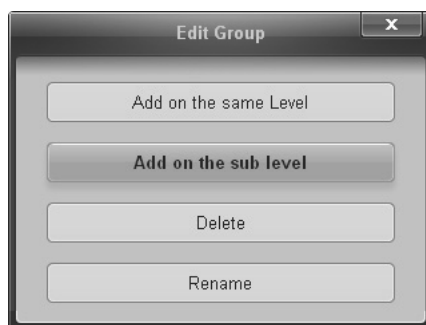 Edit Group
x
Add on the same Level
Add on the sub level
Delete
Rename